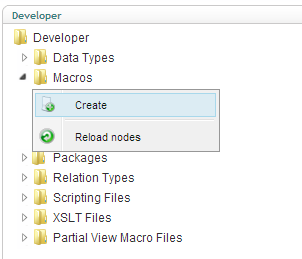 Developer
Developer
Data Types
Macros
Create
Reload nodes
Packages
Relation Types
Scripting Files
XSLT Files
Partial View Macro Files